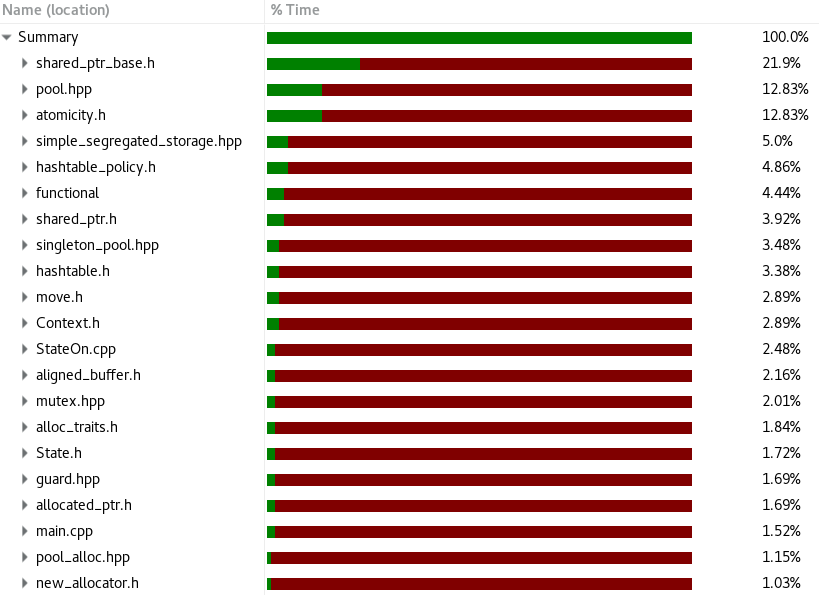 Name (location) % Time
Summary 100.0%
shared_ptr_base.h 21.9%
pool.hpp 12.83%
atomicity.h 12.83%
simple_segregated_storage.hpp 5.0%
hashtable_policy.h 4.86%
functional 4.44%
shared_ptr.h 3.92%
singleton_pool.hpp 3.48%
hashtable.h 3.38%
move.h 2.89%
Context.h 2.89%
StateOn.cpp 2.48%
aligned_buffer.h 2.16%
mutex.hpp 2.01%
alloc_traits.h 1.84%
State.h 1.72%
guard.hpp 1.69%
allocated_ptr.h 1.69%
main.cpp 1.52%
pool_alloc.hpp 1.15%
new_allocator.h 1.03%